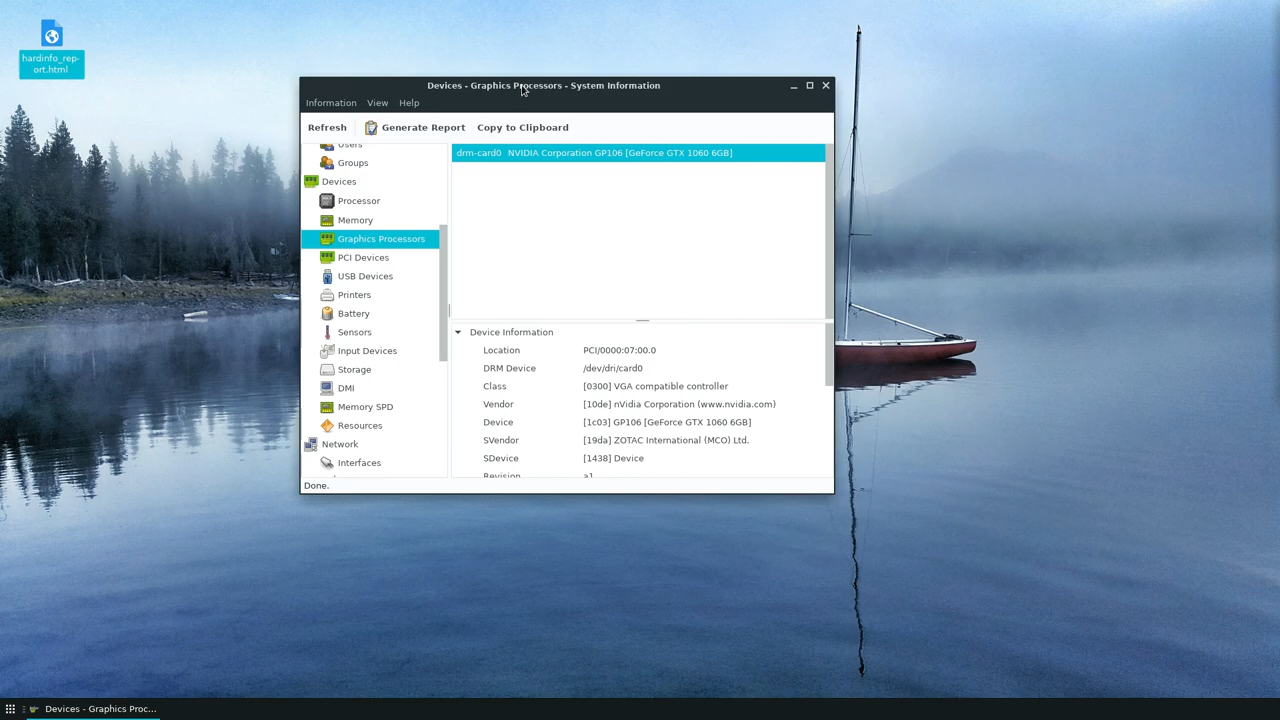 hardinfo_rep-
ort.html
Devices - Graphics Processors - System Information
Information View Help
Refresh Generate Report Copy to Clipboard
Users
Groups
Devices
Processor
Memory
Graphics Processors
PCI Devices
USB Devices
Printers
Battery
Sensors
Input Devices
Storage
DMI
Memory SPD
Resources
Network
Interfaces
drm-card0 NVIDIA Corporation GP106 [GeForce GTX 1060 6GB]
Device Information
Location PCI/0000:07:00.0
DRM Device /dev/dri/card0
Class [0300] VGA compatible controller
Vendor [10de] nVidia Corporation (www.nvidia.com)
Device [1c03] GP106 [GeForce GTX 1060 6GB]
SVendor [19da] ZOTAC International (MCO) Ltd.
SDevice [1438] Device
Revision a1
Done.
Devices - Graphics Proc...